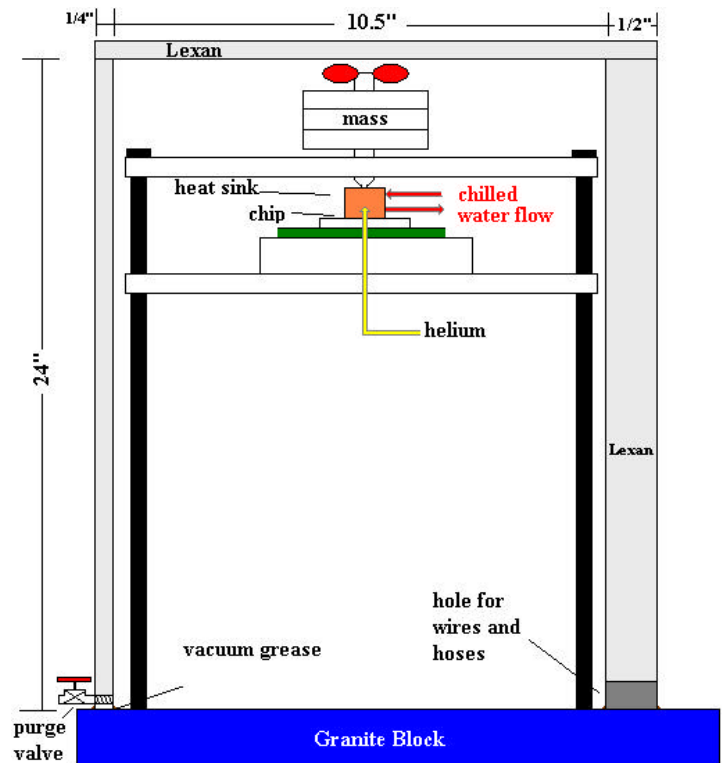 1/4"
10.5"
1/2"
Lexan
mass
heat sink
chilled
water flow
chip
helium
24"
Lexan
hole for
wires and
hoses
vacuum grease
purge
valve
Granite Block